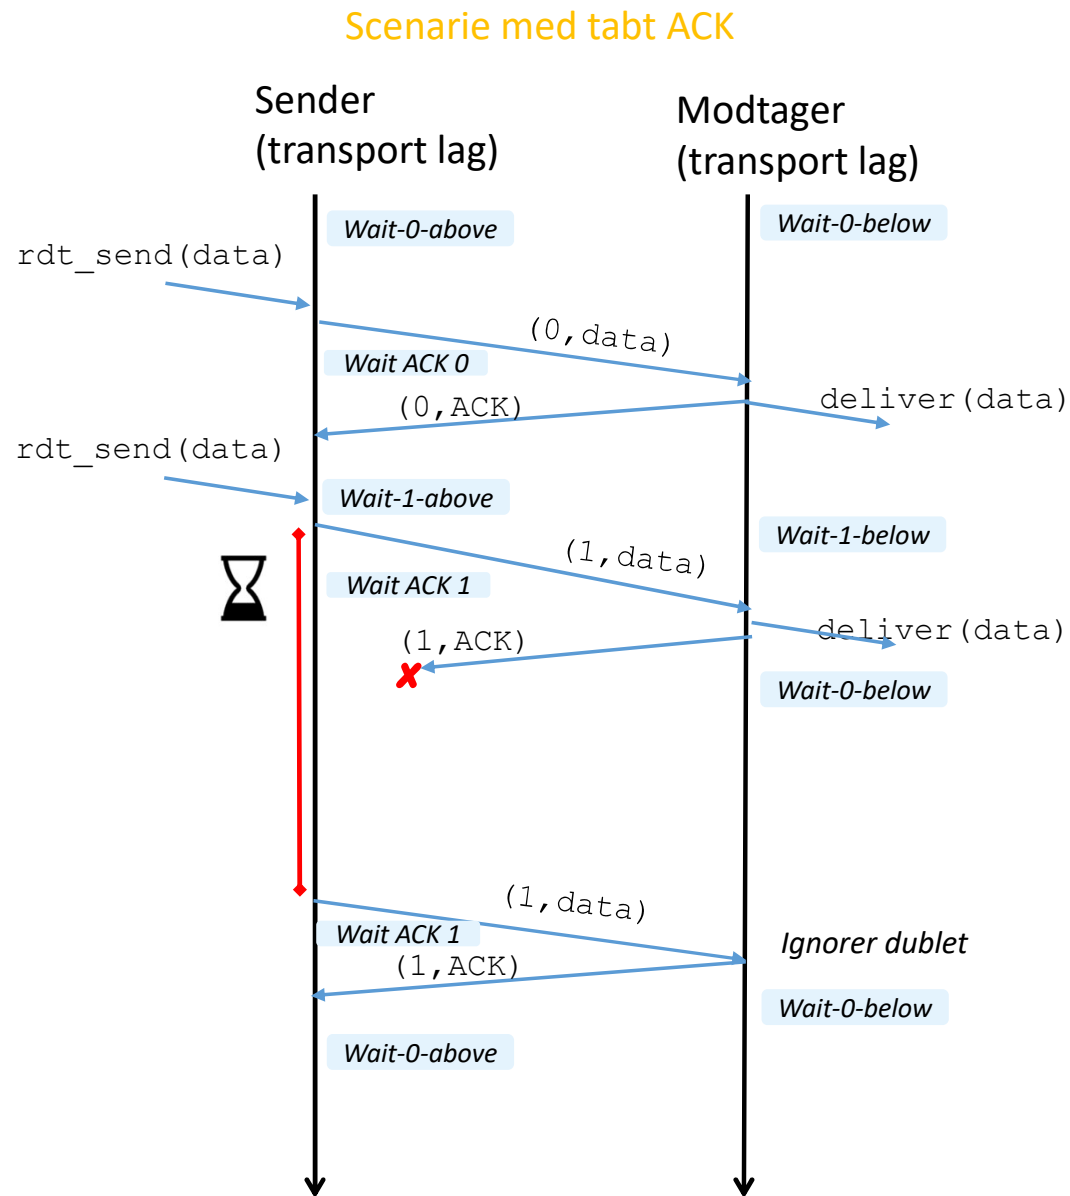 Scenarie med tabt ACK
Sender
(transport lag)
Modtager
(transport lag)
Wait-0-above
Wait-0-below
rdt_send(data)
(0,data)
Wait ACK 0
(0,ACK)
deliver(data)
rdt_send(data)
Wait-1-above
Wait-1-below
(1,data)
Wait ACK 1
deliver(data)
(1,ACK)
Wait-0-below
(1,data)
Wait ACK 1
Ignorer dublet
(1,ACK)
Wait-0-below
Wait-0-above